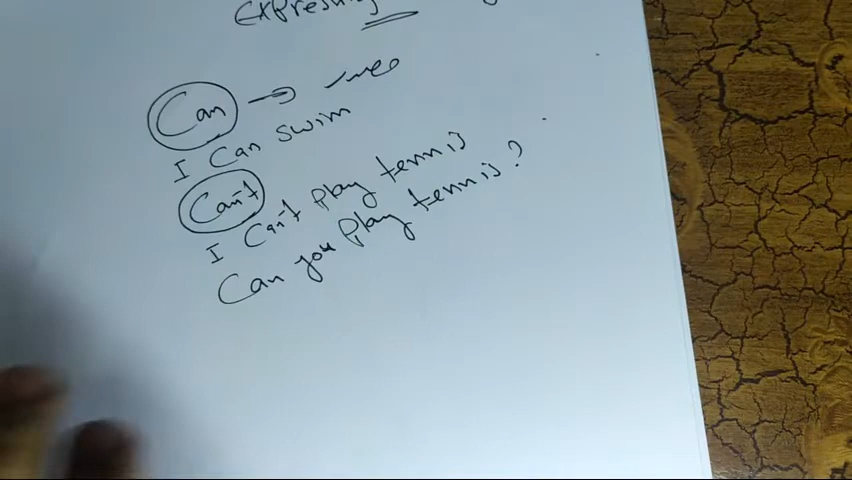 Expressing
Can →
I Can swim
Can't
I Can't Play tennis
Can you Play tennis?